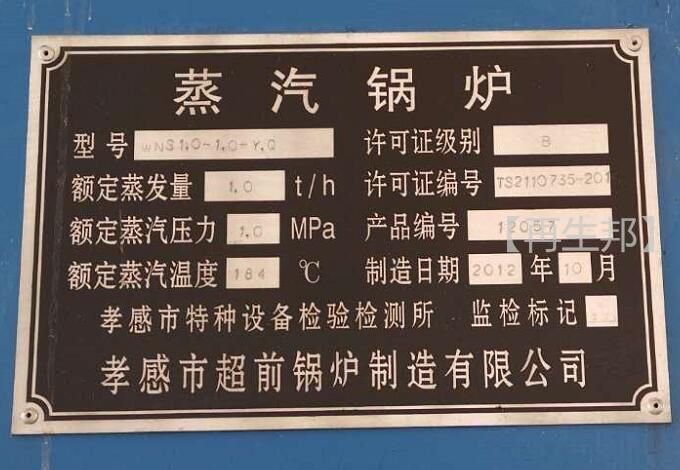 蒸汽锅炉
型号 WNS1.0-1.0-Y.Q 许可证级别 B
额定蒸发量 1.0 t/h 许可证编号 TS2110735-201
额定蒸汽压力 1.0 MPa 产品编号 12057
【再生邦】
额定蒸汽温度 184 ℃ 制造日期 2012 年 10 月
孝感市特种设备检验检测所 监检标记
孝感市超前锅炉制造有限公司